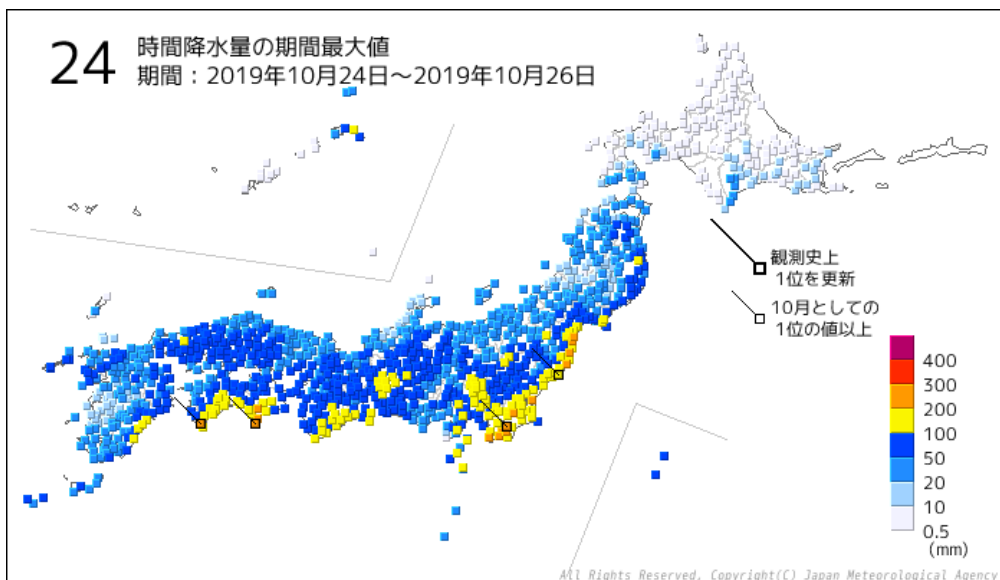 24
時間降水量の期間最大値
期間：2019年10月24日～2019年10月26日
観測史上
1位を更新
10月としての
1位の値以上
400
300
200
100
50
20
10
0.5
(mm)
All Rights Reserved, Copyright(C) Japan Meteorological Agency